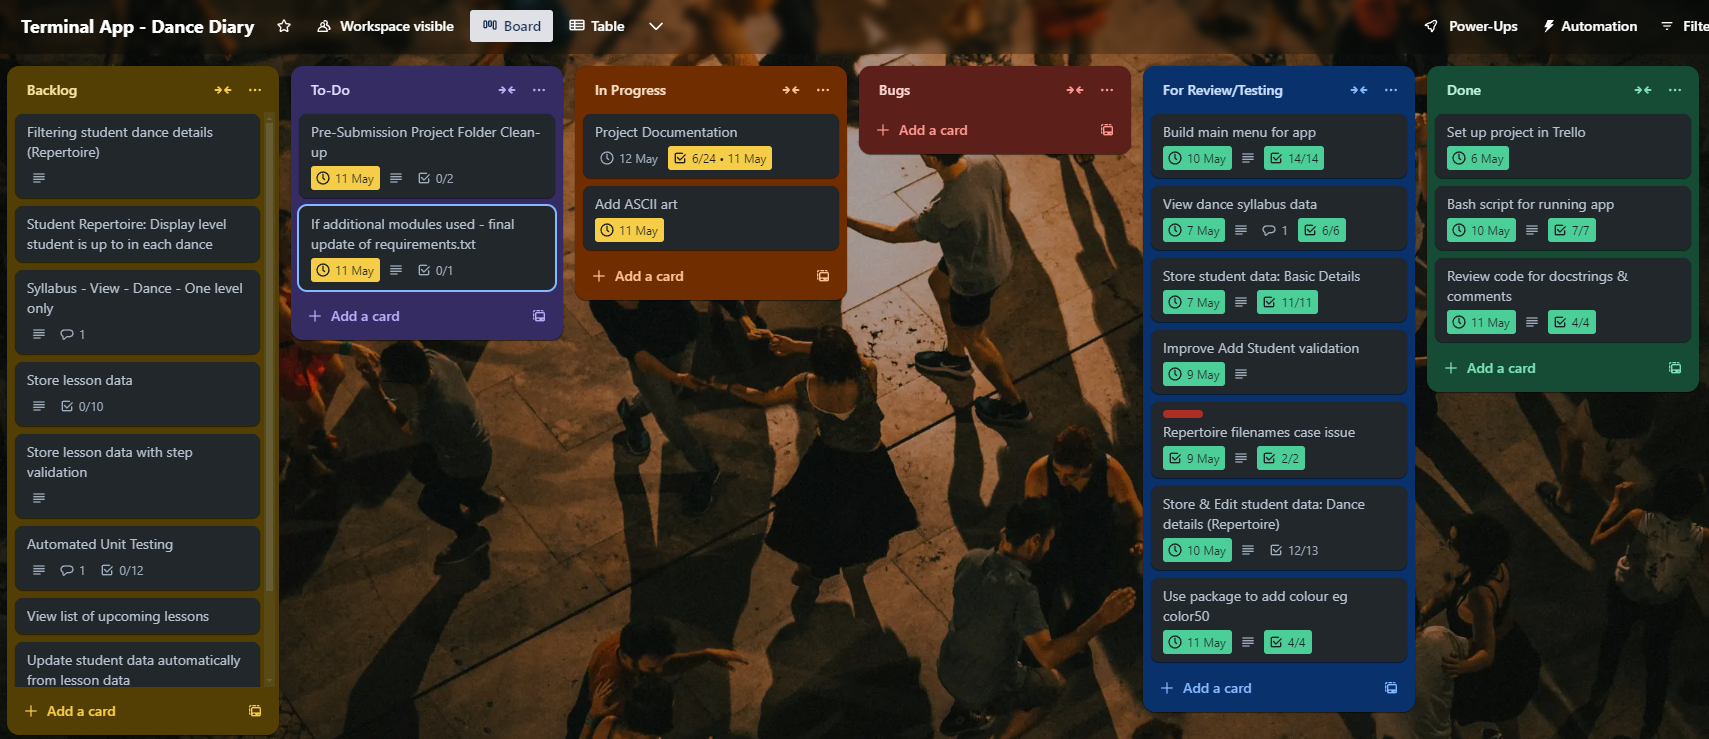 Terminal App - Dance Diary
Workspace visible
Board
Table
Power-Ups
Automation
Filte
Backlog
Filtering student dance details
(Repertoire)
Student Repertoire: Display level
student is up to in each dance
Syllabus - View - Dance - One level
only
1
Store lesson data
0/10
Store lesson data with step
validation
Automated Unit Testing
1 0/12
View list of upcoming lessons
Update student data automatically
from lesson data
+ Add a card
To-Do
Pre-Submission Project Folder Clean-
up
11 May 0/2
If additional modules used - final
update of requirements.txt
11 May 0/1
+ Add a card
In Progress
Project Documentation
12 May 6/24 • 11 May
Add ASCII art
11 May
+ Add a card
Bugs
+ Add a card
For Review/Testing
Build main menu for app
10 May 14/14
View dance syllabus data
7 May 1 6/6
Store student data: Basic Details
7 May 11/11
Improve Add Student validation
9 May
Repertoire filenames case issue
9 May 2/2
Store & Edit student data: Dance
details (Repertoire)
10 May 12/13
Use package to add colour eg
color50
11 May 4/4
+ Add a card
Done
Set up project in Trello
6 May
Bash script for running app
10 May 7/7
Review code for docstrings &
comments
11 May 4/4
+ Add a card